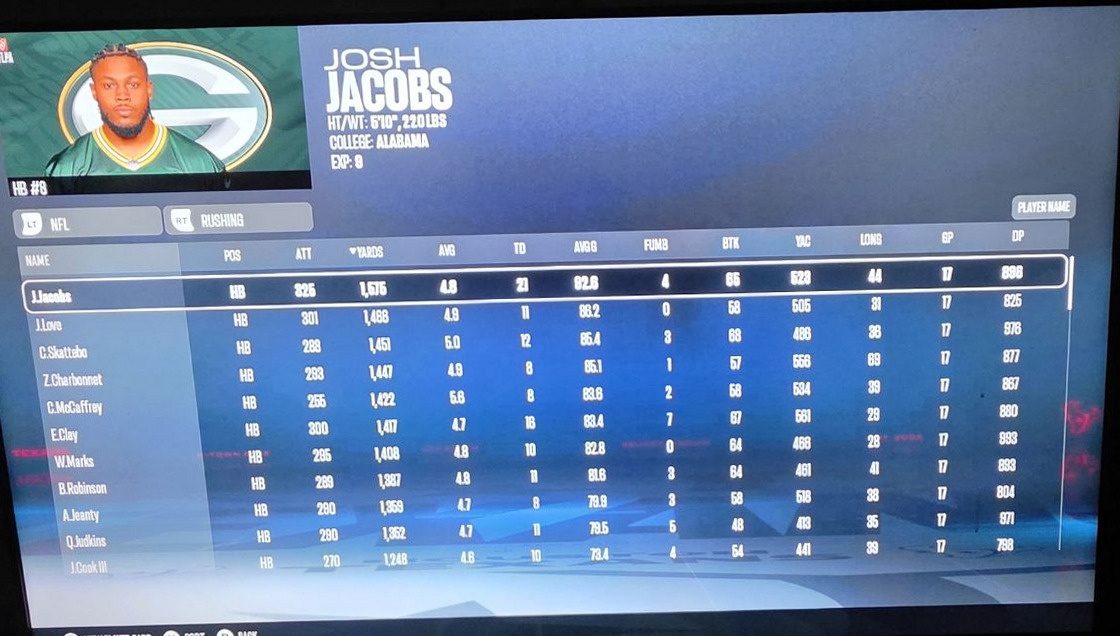 JOSH
JACOBS
HT/WT: 5'10", 220 LBS
COLLEGE: ALABAMA
EXP: 9
HB #8
LT NFL RT RUSHING PLAYER NAME
NAME POS ATT ▼YARDS AVG TD AVGG FUMB BTK YAC LONG GP DP
J.Jacobs HB 325 1,575 4.8 21 92.6 4 65 523 44 17 896
J.Love HB 301 1,466 4.9 11 86.2 0 58 505 31 17 825
C.Skattebo HB 288 1,451 5.0 12 85.4 3 68 486 36 17 976
Z.Charbonnet HB 293 1,447 4.9 8 85.1 1 57 556 69 17 877
C.McCaffrey HB 255 1,422 5.6 8 83.6 2 58 534 39 17 867
E.Clay HB 300 1,417 4.7 16 83.4 7 67 561 29 17 880
W.Marks HB 295 1,408 4.8 10 82.8 0 64 468 28 17 993
B.Robinson HB 289 1,387 4.8 11 81.6 3 64 461 41 17 893
A.Jeanty HB 290 1,359 4.7 8 79.9 3 58 518 38 17 804
Q.Judkins HB 290 1,352 4.7 11 79.5 5 48 413 35 17 971
J.Cook III HB 270 1,248 4.6 10 73.4 4 54 441 39 17 798
BACK